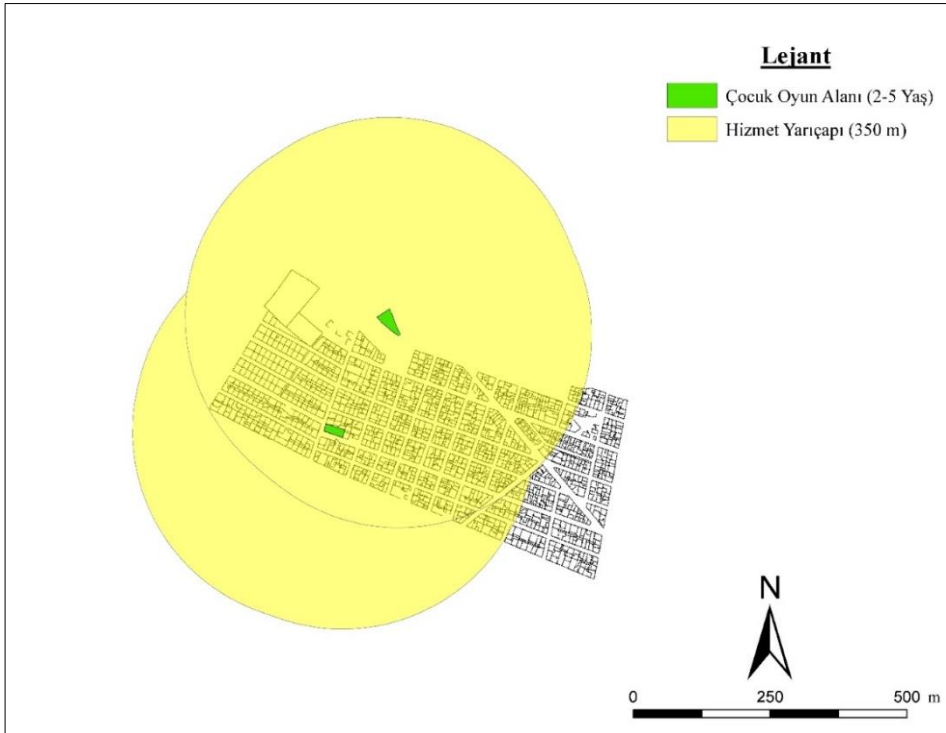 Lejant
Çocuk Oyun Alanı (2-5 Yaş)
Hizmet Yarıçapı (350 m)
N
0 250 500 m